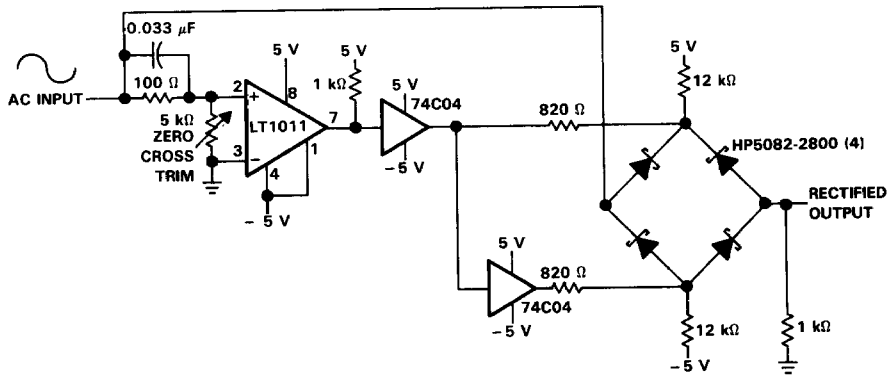 0.033 μF
100 Ω
AC INPUT
5 kΩ
ZERO
CROSS
TRIM
2
+
3
−
8
5 V
LT1011
7
1
4
− 5 V
5 V
1 kΩ
5 V
74C04
−5 V
820 Ω
5 V
12 kΩ
HP5082-2800 (4)
RECTIFIED
OUTPUT
5 V
74C04
−5 V
820 Ω
12 kΩ
−5 V
1 kΩ